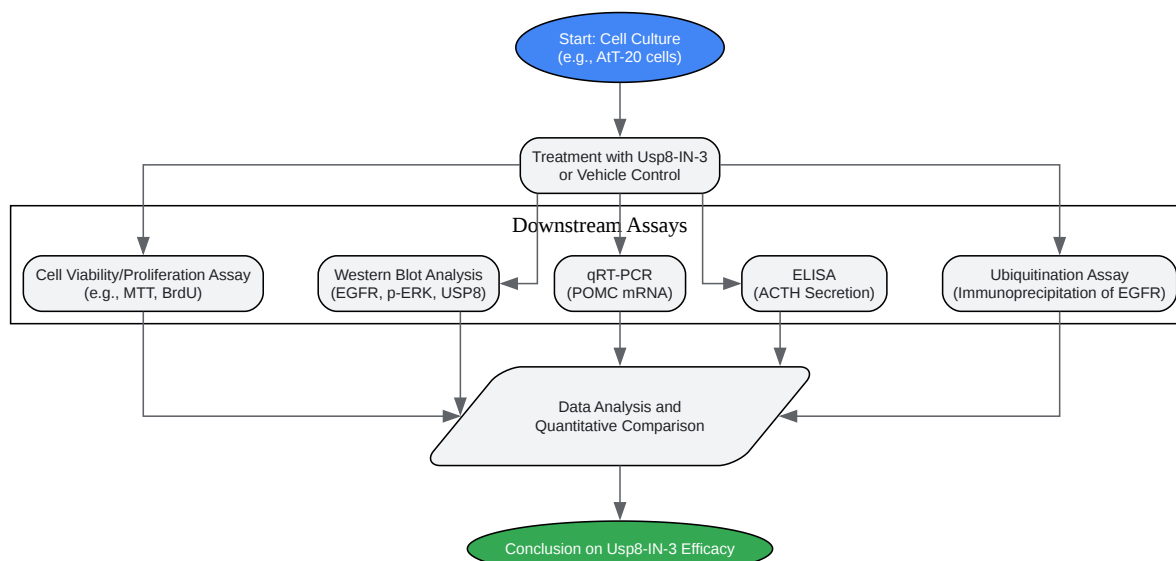 Start: Cell Culture
(e.g., AtT-20 cells)
Treatment with Usp8-IN-3
or Vehicle Control
Downstream Assays
Cell Viability/Proliferation Assay
(e.g., MTT, BrdU)
Western Blot Analysis
(EGFR, p-ERK, USP8)
qRT-PCR
(POMC mRNA)
ELISA
(ACTH Secretion)
Ubiquitination Assay
(Immunoprecipitation of EGFR)
Data Analysis and
Quantitative Comparison
Conclusion on Usp8-IN-3 Efficacy